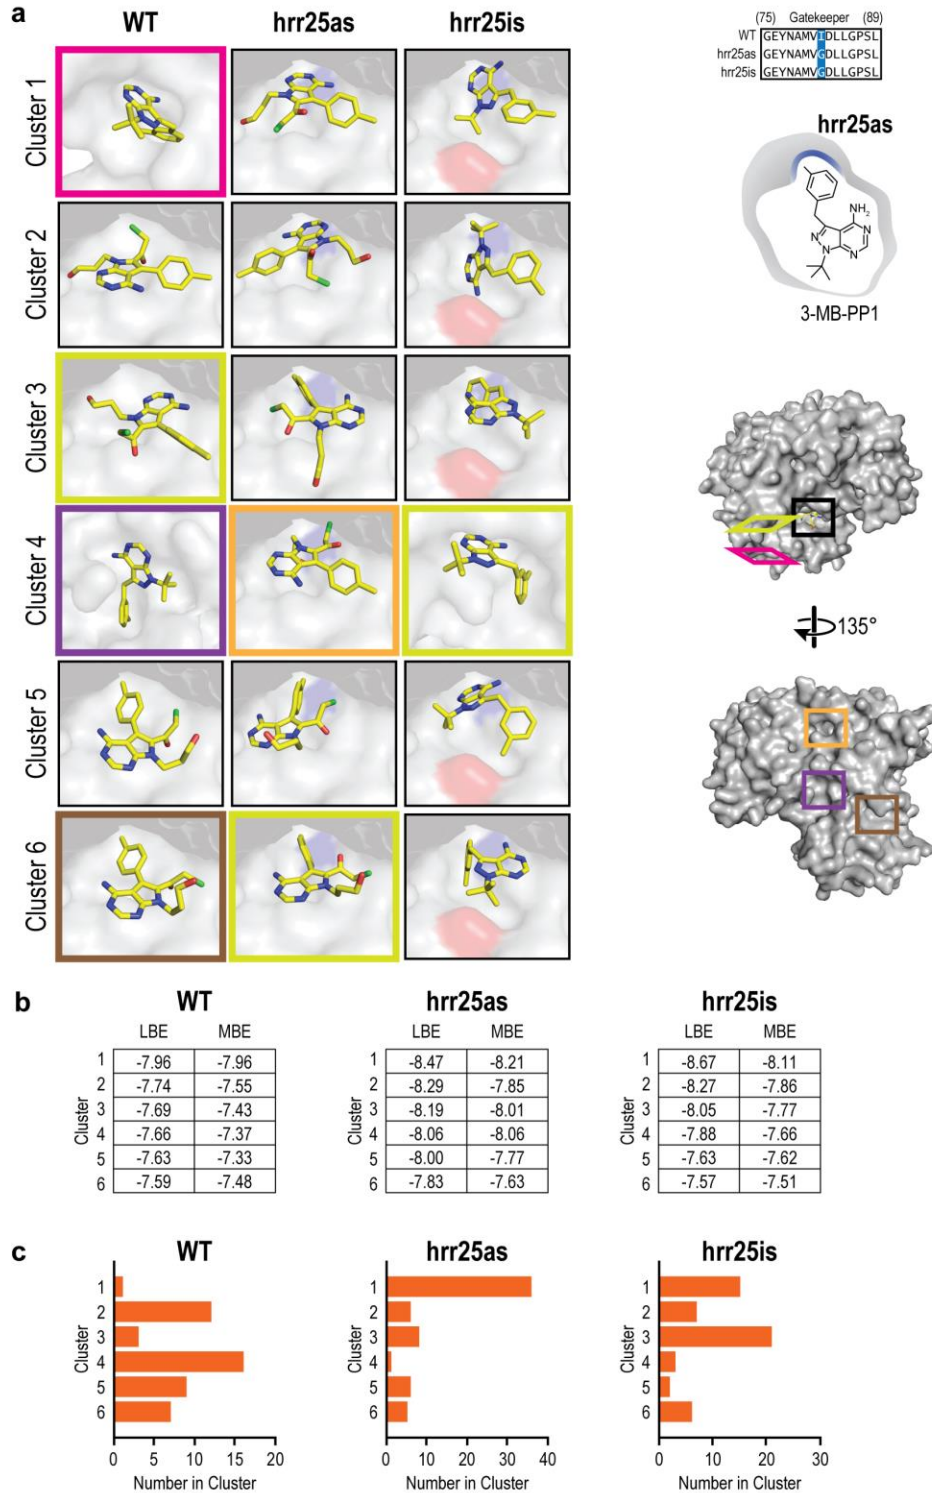 a
WT hrr25as hrr25is
Cluster 1
Cluster 2
Cluster 3
Cluster 4
Cluster 5
Cluster 6
(75) Gatekeeper (89)
WT GEYNAMVIDLLGPSL
hrr25as GEYNAMVGDLLGPSL
hrr25is GEYNAMVGDLLGPSL
hrr25as
NH2
N N
N N N
3-MB-PP1
135°
b
WT hrr25as hrr25is
LBE MBE LBE MBE LBE MBE
Cluster Cluster Cluster
1 -7.96 -7.96 1 -8.47 -8.21 1 -8.67 -8.11
2 -7.74 -7.55 2 -8.29 -7.85 2 -8.27 -7.86
3 -7.69 -7.43 3 -8.19 -8.01 3 -8.05 -7.77
4 -7.66 -7.37 4 -8.06 -8.06 4 -7.88 -7.66
5 -7.63 -7.33 5 -8.00 -7.77 5 -7.63 -7.62
6 -7.59 -7.48 6 -7.83 -7.63 6 -7.57 -7.51
c
WT hrr25as hrr25is
Cluster Cluster Cluster
1 1 1
2 2 2
3 3 3
4 4 4
5 5 5
6 6 6
0 5 10 15 20 0 10 20 30 40 0 10 20 30
Number in Cluster Number in Cluster Number in Cluster